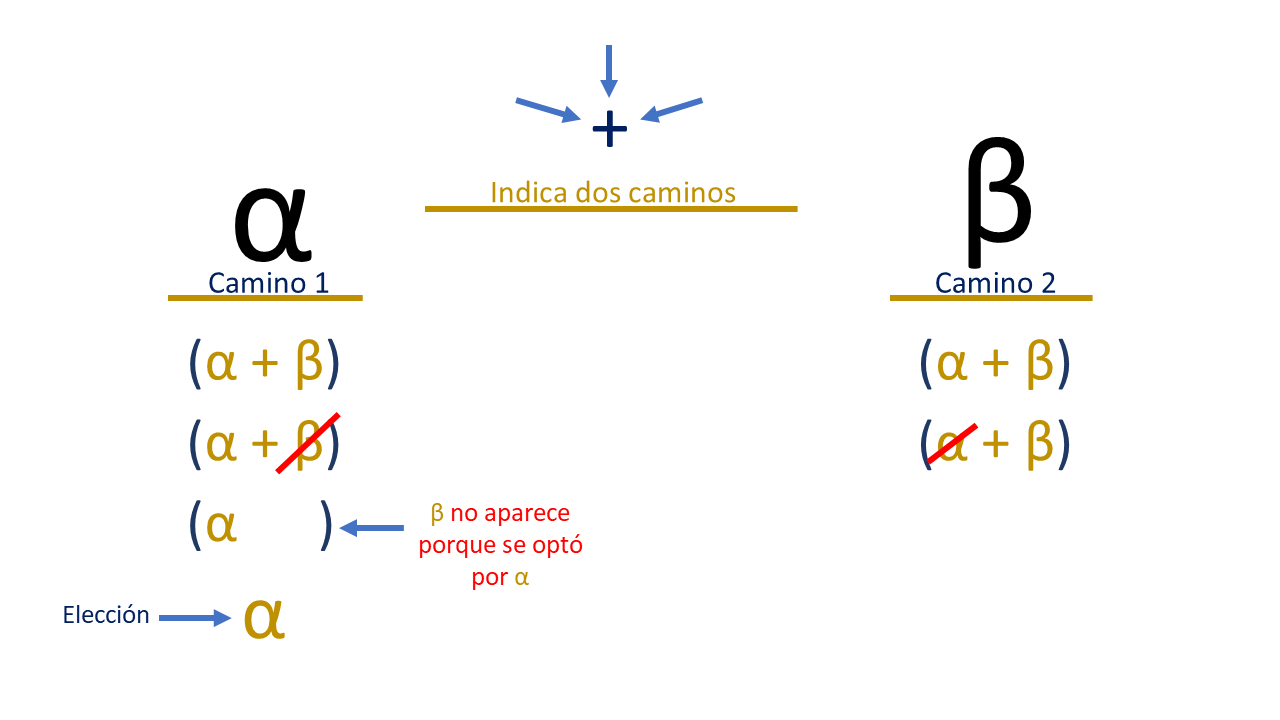 +
Indica dos caminos
α
Camino 1
(α + β)
(α + β)
(α )
Elección
α
β no aparece
porque se optó
por α
β
Camino 2
(α + β)
(α + β)